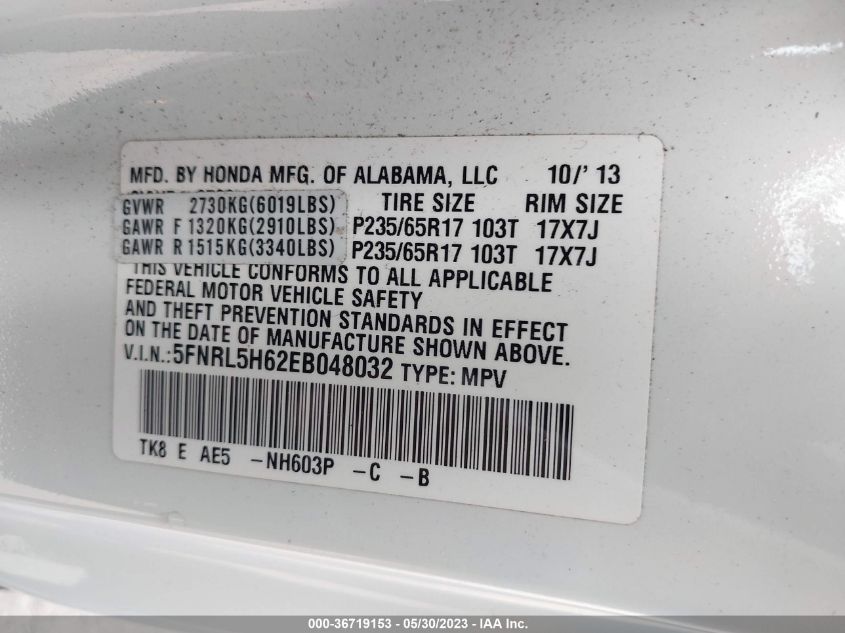 MFD. BY HONDA MFG. OF ALABAMA, LLC 10/'13
GVWR 2730KG(6019LBS) TIRE SIZE RIM SIZE
GAWR F 1320KG(2910LBS) P235/65R17 103T 17X7J
GAWR R 1515KG(3340LBS) P235/65R17 103T 17X7J
THIS VEHICLE CONFORMS TO ALL APPLICABLE
FEDERAL MOTOR VEHICLE SAFETY
AND THEFT PREVENTION STANDARDS IN EFFECT
ON THE DATE OF MANUFACTURE SHOWN ABOVE.
V.I.N.:5FNRL5H62EB048032 TYPE: MPV
TK8 E AE5 -NH603P -C -B
000-36719153 - 05/30/2023 - IAA Inc.